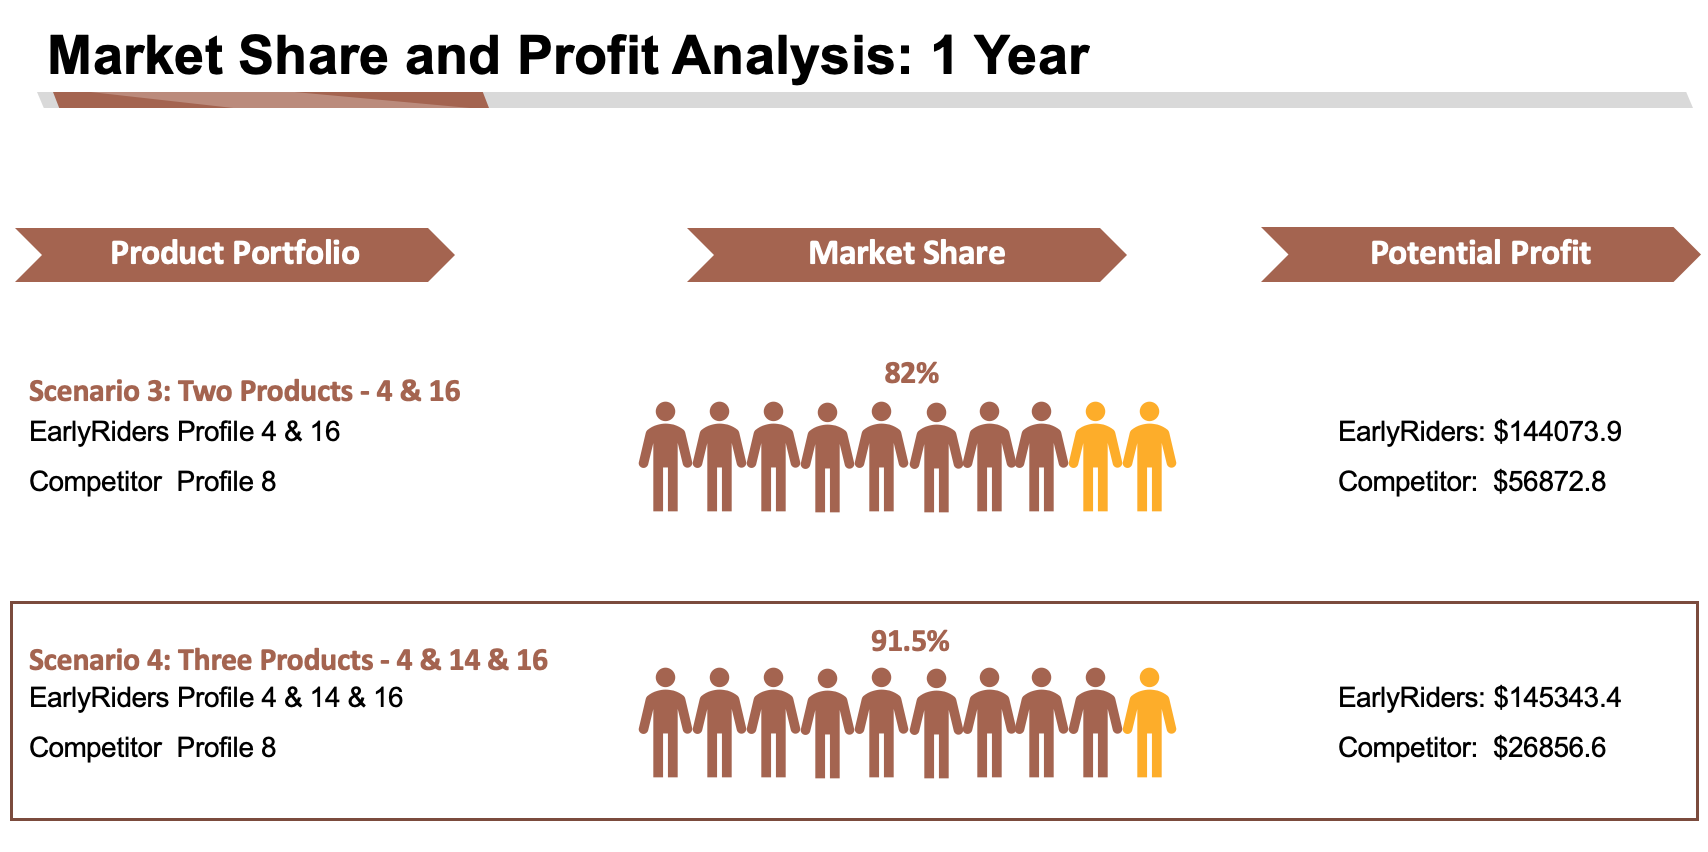 Market Share and Profit Analysis: 1 Year
Product Portfolio
Market Share
Potential Profit
Scenario 3: Two Products - 4 & 16
EarlyRiders Profile 4 & 16
Competitor Profile 8
82%
EarlyRiders: $144073.9
Competitor: $56872.8
Scenario 4: Three Products - 4 & 14 & 16
EarlyRiders Profile 4 & 14 & 16
Competitor Profile 8
91.5%
EarlyRiders: $145343.4
Competitor: $26856.6